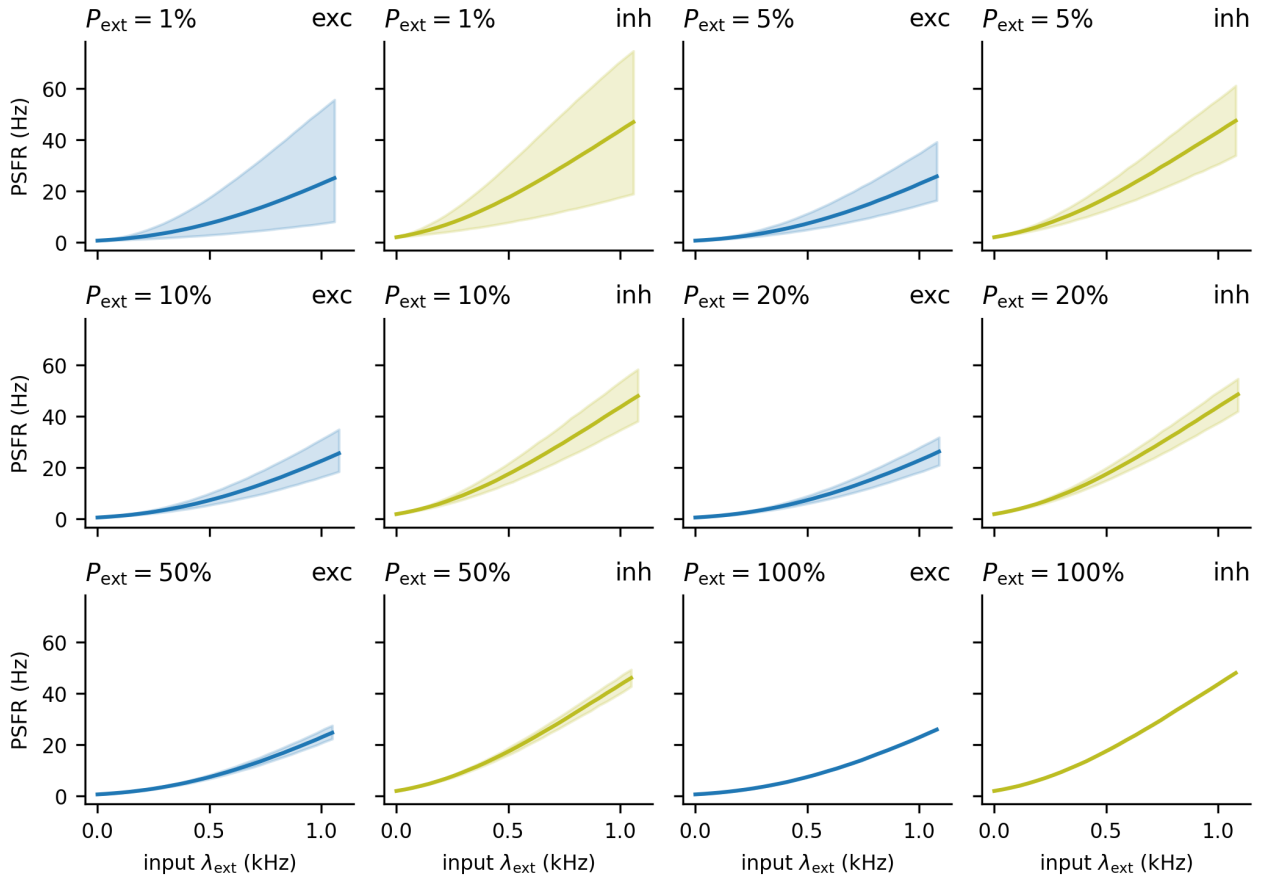 P_ext = 1% exc
P_ext = 1% inh
P_ext = 5% exc
P_ext = 5% inh
PSFR (Hz)
60
40
20
0
P_ext = 10% exc
P_ext = 10% inh
P_ext = 20% exc
P_ext = 20% inh
PSFR (Hz)
60
40
20
0
P_ext = 50% exc
P_ext = 50% inh
P_ext = 100% exc
P_ext = 100% inh
PSFR (Hz)
60
40
20
0
0.0 0.5 1.0
0.0 0.5 1.0
0.0 0.5 1.0
0.0 0.5 1.0
input λ_ext (kHz)
input λ_ext (kHz)
input λ_ext (kHz)
input λ_ext (kHz)